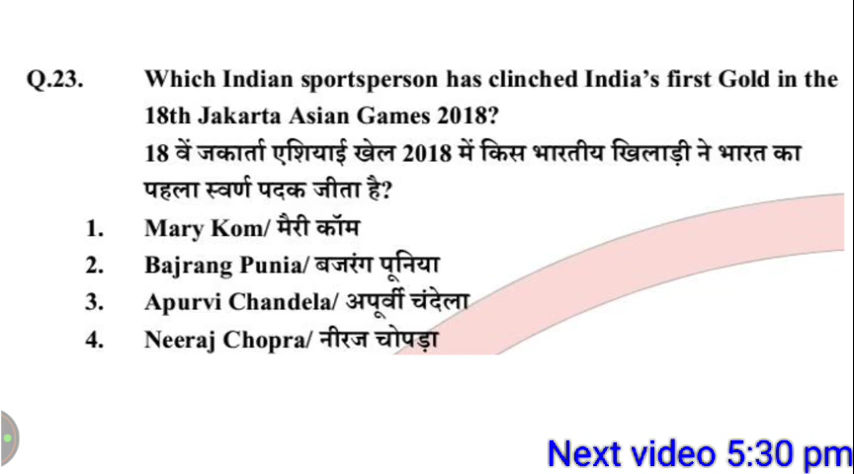 Q.23. Which Indian sportsperson has clinched India’s first Gold in the
18th Jakarta Asian Games 2018?
18 वें जकार्ता एशियाई खेल 2018 में किस भारतीय खिलाड़ी ने भारत का
पहला स्वर्ण पदक जीता है?
1. Mary Kom/ मैरी कॉम
2. Bajrang Punia/ बजरंग पूनिया
3. Apurvi Chandela/ अपूर्वी चंदेला
4. Neeraj Chopra/ नीरज चोपड़ा
Next video 5:30 pm